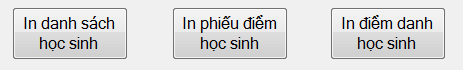 In danh sách
học sinh
In phiếu điểm
học sinh
In điểm danh
học sinh